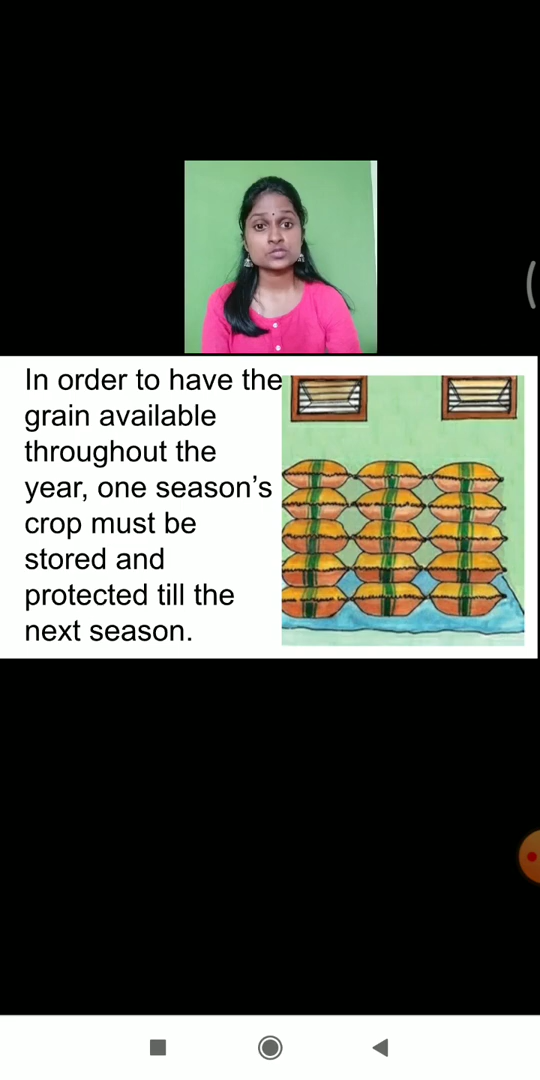 In order to have the
grain available
throughout the
year, one season’s
crop must be
stored and
protected till the
next season.